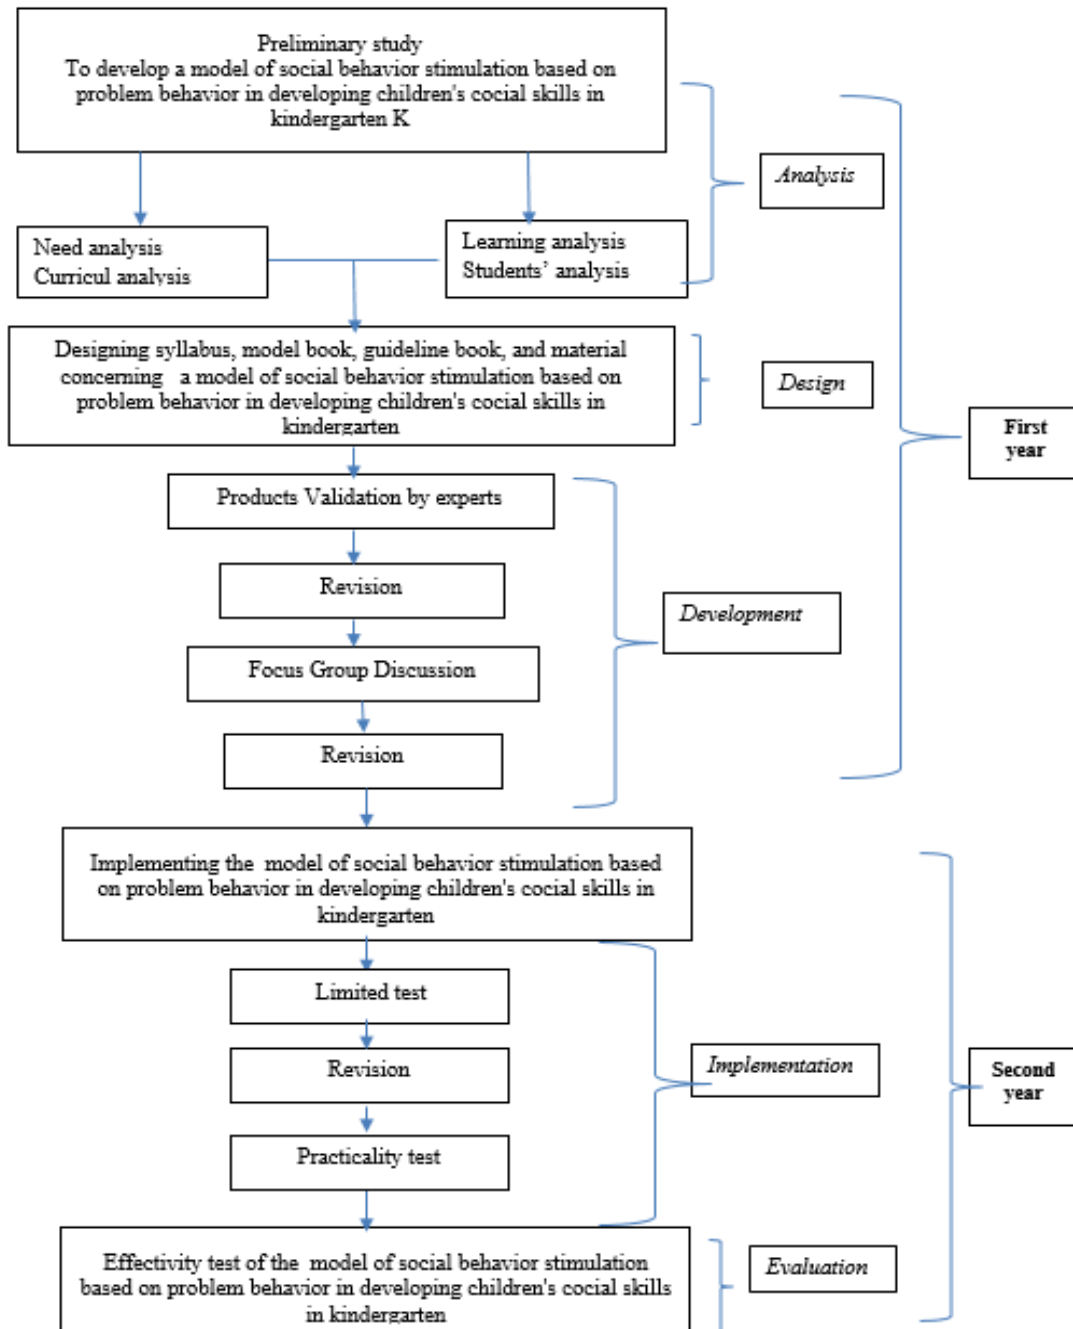 Preliminary study
To develop a model of social behavior stimulation based on
problem behavior in developing children's cocial skills in
kindergarten K
Analysis
Need analysis
Curricul analysis
Learning analysis
Students’ analysis
Designing syllabus, model book, guideline book, and material
concerning a model of social behavior stimulation based on
problem behavior in developing children's cocial skills in
kindergarten
Design
First
year
Products Validation by experts
Revision
Development
Focus Group Discussion
Revision
Implementing the model of social behavior stimulation based
on problem behavior in developing children's cocial skills in
kindergarten
Limited test
Revision
Implementation
Second
year
Practicality test
Effectivity test of the model of social behavior stimulation
based on problem behavior in developing children's cocial skills
in kindergarten
Evaluation